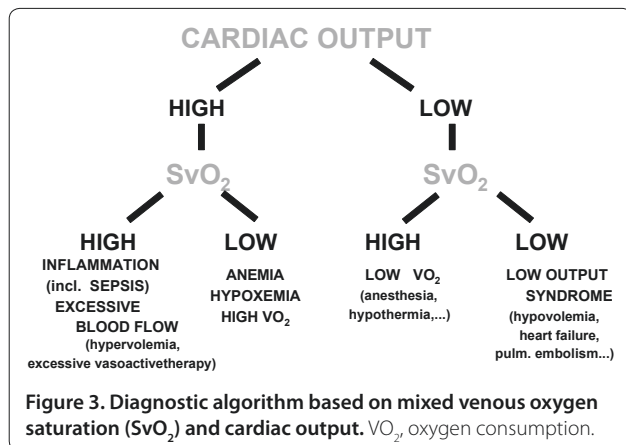 CARDIAC OUTPUT
HIGH
LOW
SvO₂
SvO₂
HIGH
INFLAMMATION
(incl. SEPSIS)
EXCESSIVE
BLOOD FLOW
(hypervolemia,
excessive vasoactivetherapy)
LOW
ANEMIA
HYPOXEMIA
HIGH VO₂
HIGH
LOW VO₂
(anesthesia,
hypothermia,...)
LOW
LOW OUTPUT
SYNDROME
(hypovolemia,
heart failure,
pulm. embolism...)
Figure 3. Diagnostic algorithm based on mixed venous oxygen
saturation (SvO₂) and cardiac output. VO₂, oxygen consumption.